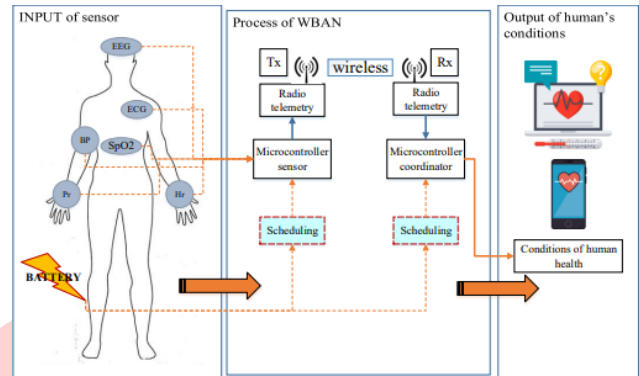 INPUT of sensor
EEG
ECG
BP
SpO2
Pr
Hr
BATTERY
Process of WBAN
Tx
wireless
Rx
Radio
telemetry
Radio
telemetry
Microcontroller
sensor
Microcontroller
coordinator
Scheduling
Scheduling
Output of human's
conditions
Conditions of human
health